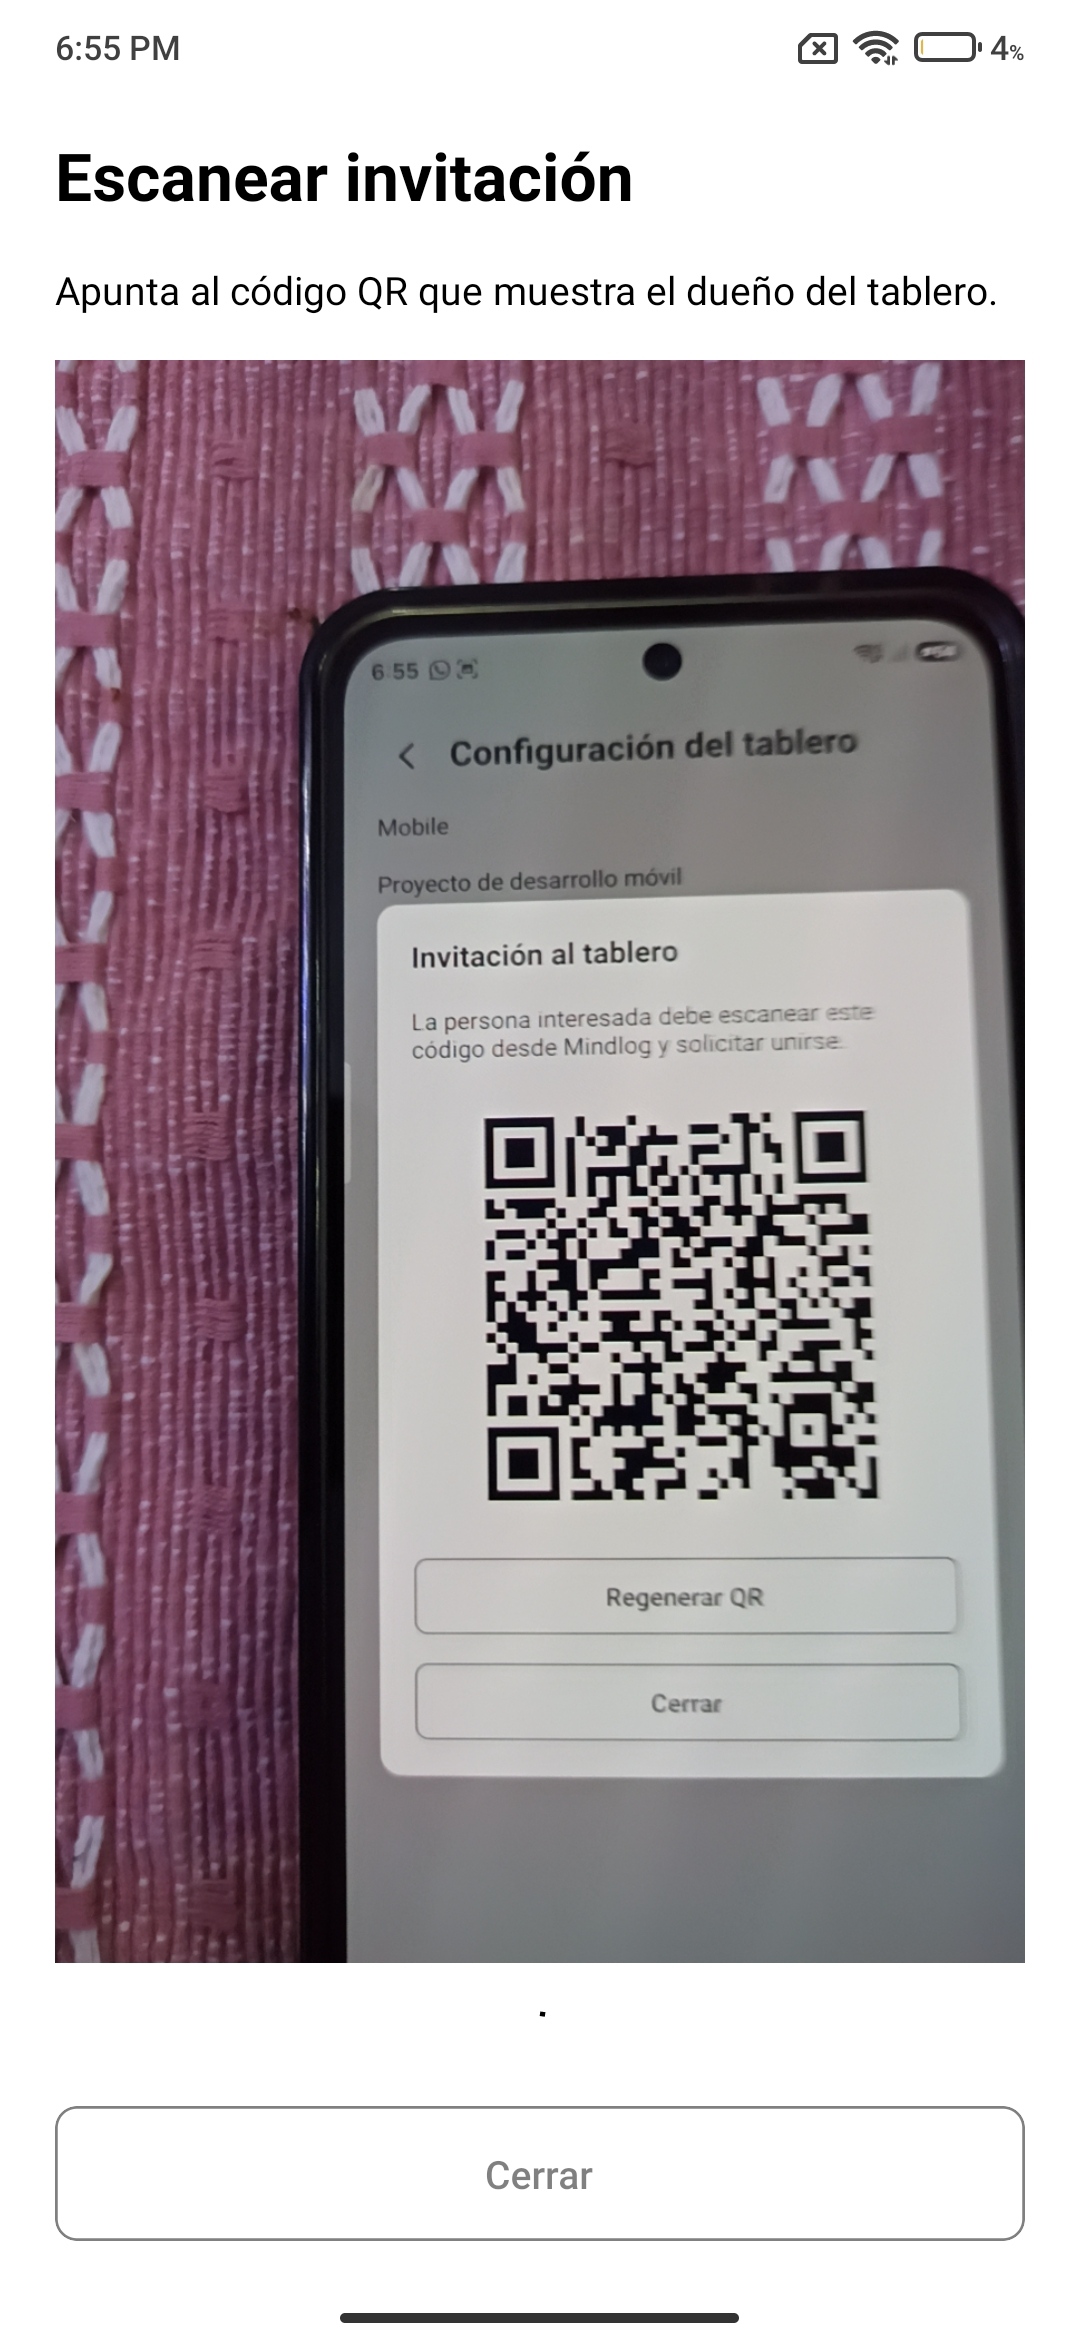 6:55 PM
4%
Escanear invitación
Apunta al código QR que muestra el dueño del tablero.
6:55
Configuración del tablero
Mobile
Proyecto de desarrollo móvil
Invitación al tablero
La persona interesada debe escanear este
código desde Mindlog y solicitar unirse.
Regenerar QR
Cerrar
Cerrar